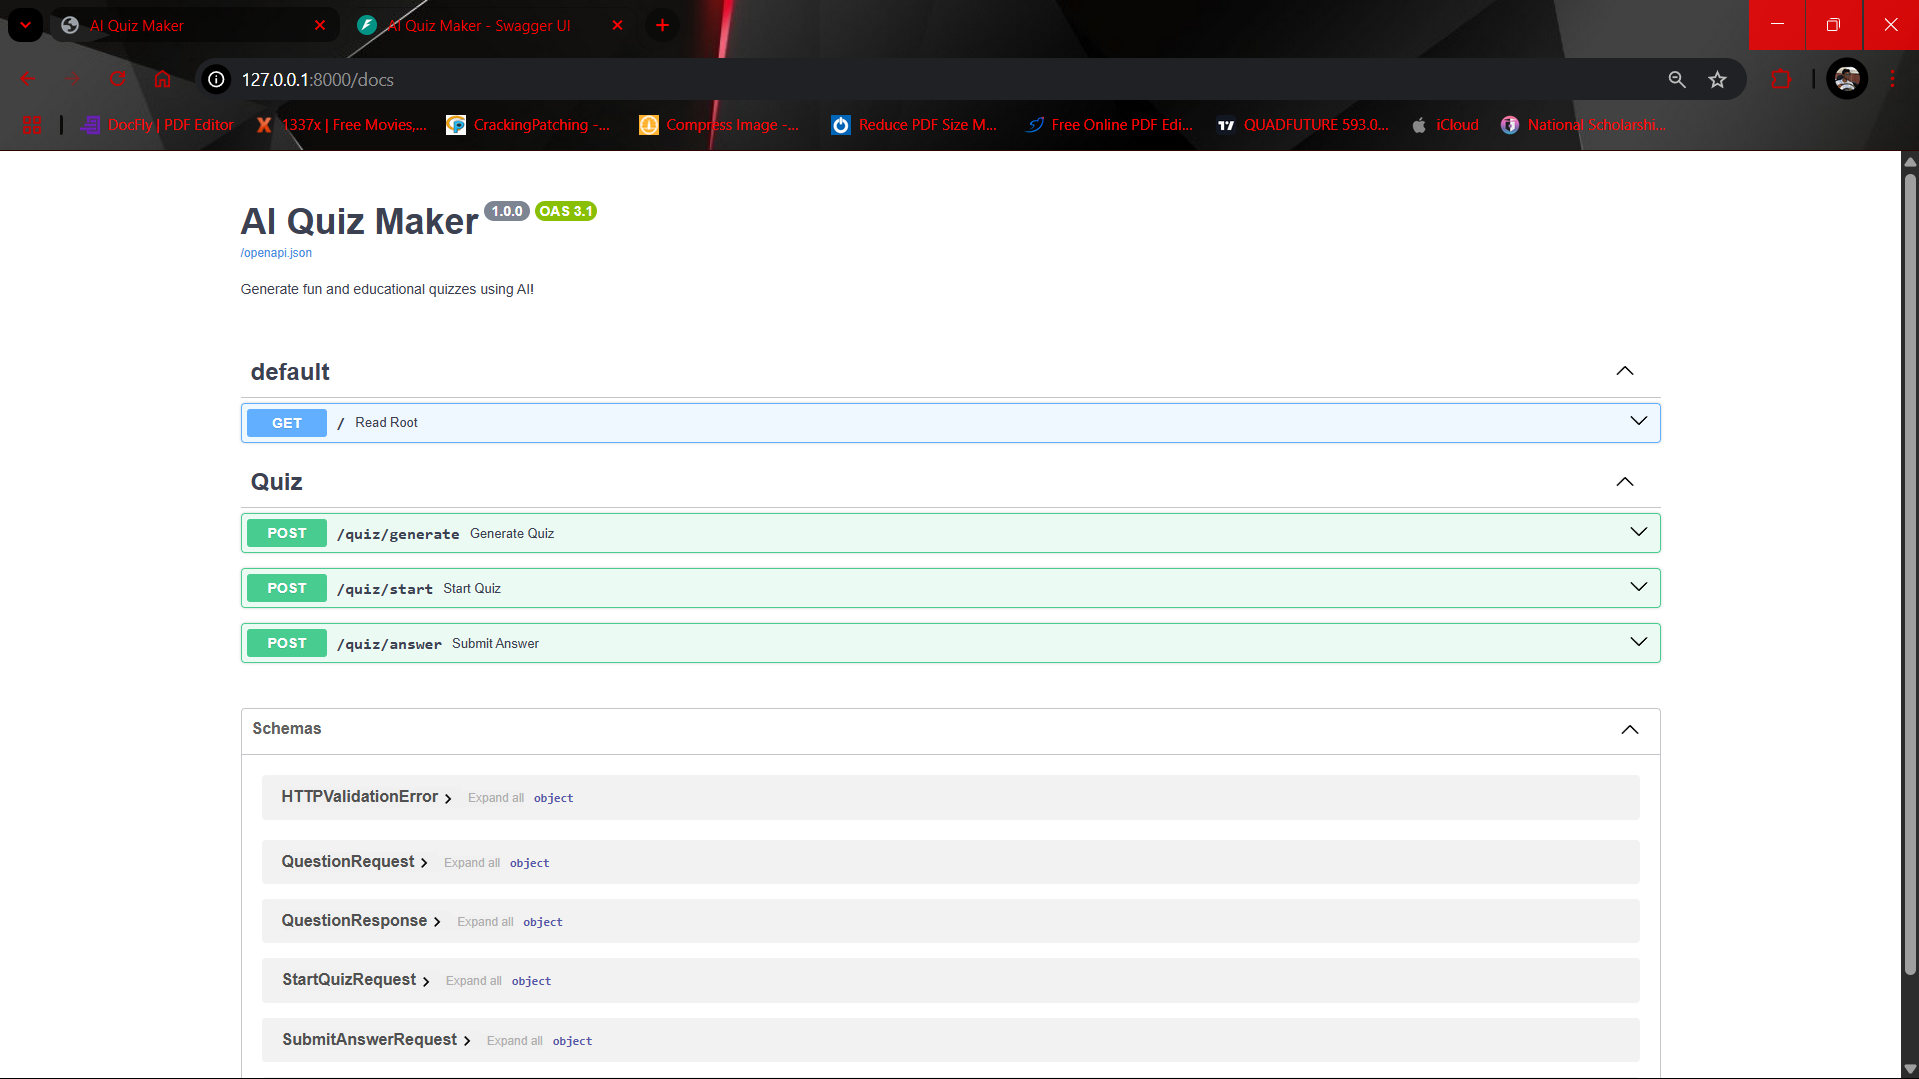 AI Quiz Maker
AI Quiz Maker - Swagger UI
127.0.0.1:8000/docs
DocFly | PDF Editor
1337x | Free Movies,...
CrackingPatching -...
Compress Image -...
Reduce PDF Size M...
Free Online PDF Edi...
QUADFUTURE 593.0...
iCloud
National Scholarshi...
AI Quiz Maker 1.0.0 OAS 3.1
/openapi.json
Generate fun and educational quizzes using AI!
default
GET / Read Root
Quiz
POST /quiz/generate Generate Quiz
POST /quiz/start Start Quiz
POST /quiz/answer Submit Answer
Schemas
HTTPValidationError Expand all object
QuestionRequest Expand all object
QuestionResponse Expand all object
StartQuizRequest Expand all object
SubmitAnswerRequest Expand all object